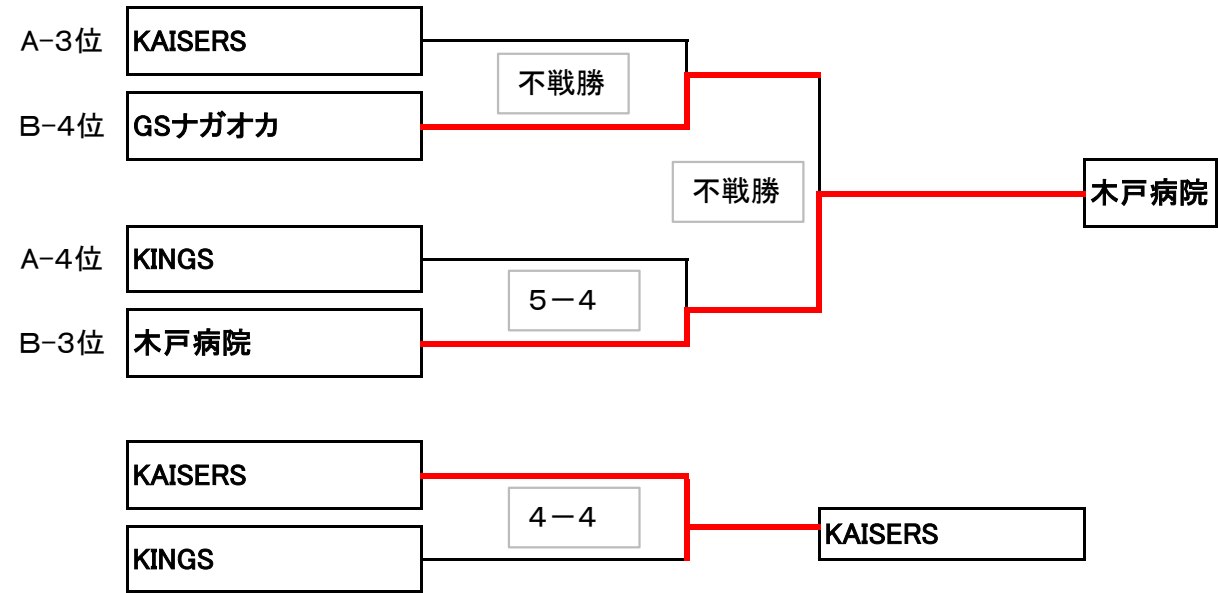 A-3位 KAISERS
不戦勝
B-4位 GSナガオカ
不戦勝
木戸病院
A-4位 KINGS
5－4
B-3位 木戸病院
KAISERS
4－4
KAISERS
KINGS